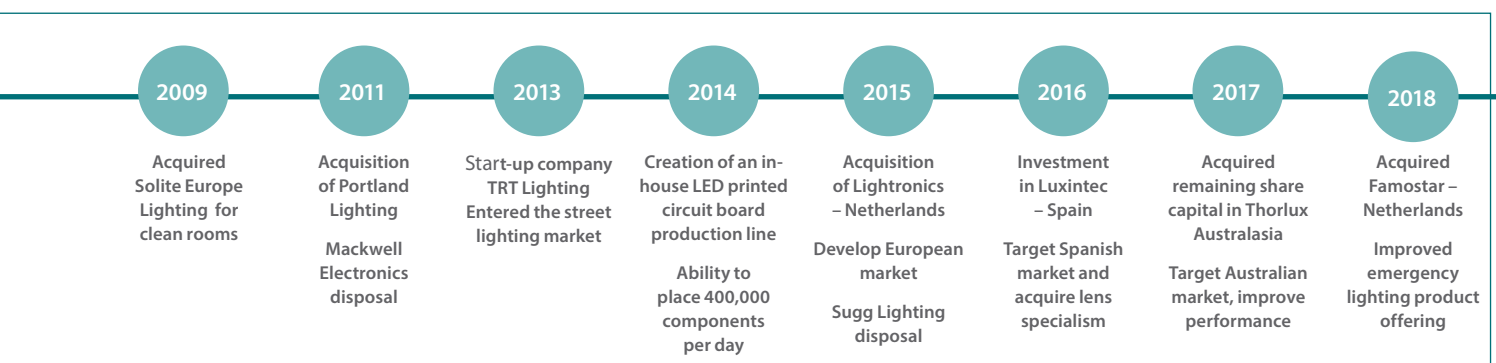 2009
Acquired
Solite Europe
Lighting for
clean rooms
2011
Acquisition
of Portland
Lighting
Mackwell
Electronics
disposal
2013
Start-up company
TRT Lighting
Entered the street
lighting market
2014
Creation of an in-
house LED printed
circuit board
production line
Ability to
place 400,000
components
per day
2015
Acquisition
of Lightronics
– Netherlands
Develop European
market
Sugg Lighting
disposal
2016
Investment
in Luxintec
– Spain
Target Spanish
market and
acquire lens
specialism
2017
Acquired
remaining share
capital in Thorlux
Australasia
Target Australian
market, improve
performance
2018
Acquired
Famostar –
Netherlands
Improved
emergency
lighting product
offering